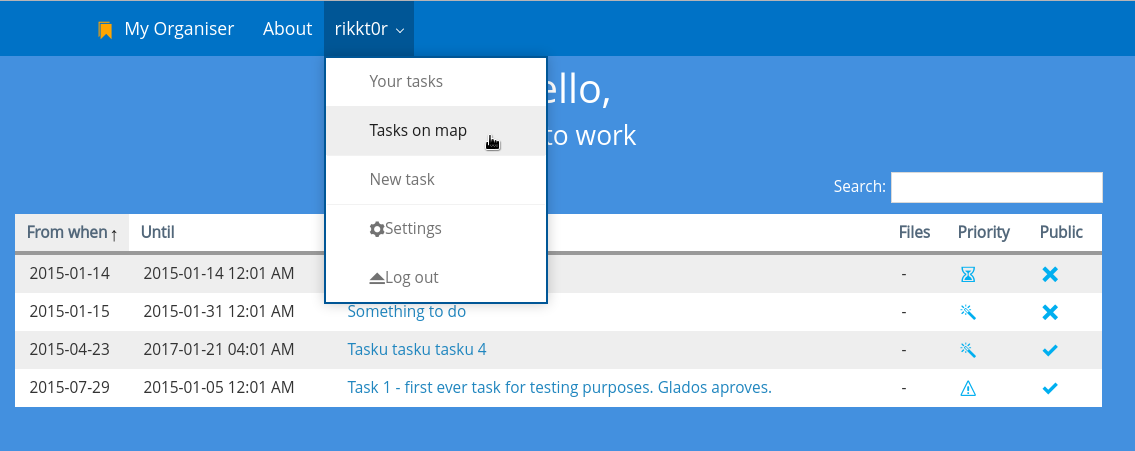 My Organiser About rikkt0r
Your tasks
Tasks on map
New task
Settings
Log out
ello,
to work
Search:
From when Until Files Priority Public
2015-01-14 2015-01-14 12:01 AM -
2015-01-15 2015-01-31 12:01 AM Something to do -
2015-04-23 2017-01-21 04:01 AM Tasku tasku tasku 4 -
2015-07-29 2015-01-05 12:01 AM Task 1 - first ever task for testing purposes. Glados aproves. -